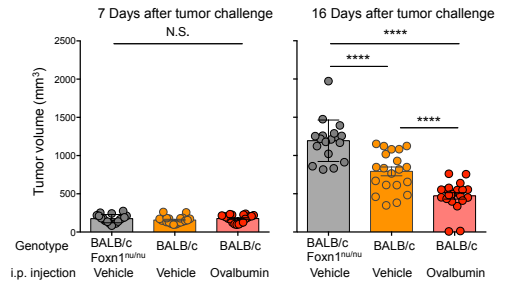 7 Days after tumor challenge
16 Days after tumor challenge
N.S.
****
****
****
Tumor volume (mm³)
2500
2000
1500
1000
500
0
Genotype
BALB/c
Foxn1ⁿᵘ/ⁿᵘ
BALB/c
BALB/c
BALB/c
Foxn1ⁿᵘ/ⁿᵘ
BALB/c
BALB/c
i.p. injection
Vehicle
Vehicle
Ovalbumin
Vehicle
Vehicle
Ovalbumin